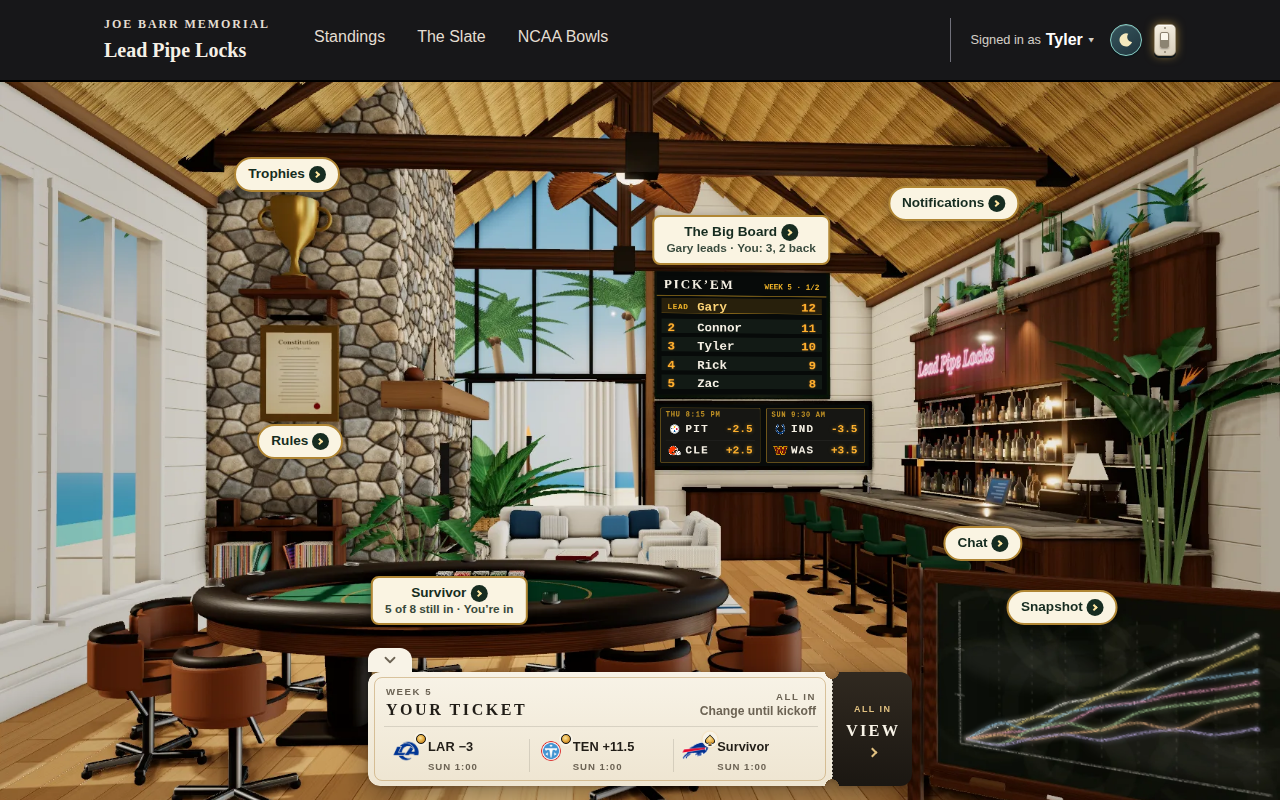 JOE BARR MEMORIAL
Lead Pipe Locks
Standings
The Slate
NCAA Bowls
Signed in as Tyler
Trophies
Notifications
The Big Board
Gary leads · You: 3, 2 back
PICK'EM
WEEK 5 · 1/2
LEAD Gary 12
2 Connor 11
3 Tyler 10
4 Rick 9
5 Zac 8
THU 8:15 PM
PIT -2.5
CLE +2.5
SUN 9:30 AM
IND -3.5
WAS +3.5
Constitution
Lead Pipe Locks
Rules
Chat
Survivor
5 of 8 still in · You're in
Snapshot
WEEK 5
YOUR TICKET
ALL IN
Change until kickoff
LAR −3
SUN 1:00
TEN +11.5
SUN 1:00
Survivor
SUN 1:00
ALL IN
VIEW